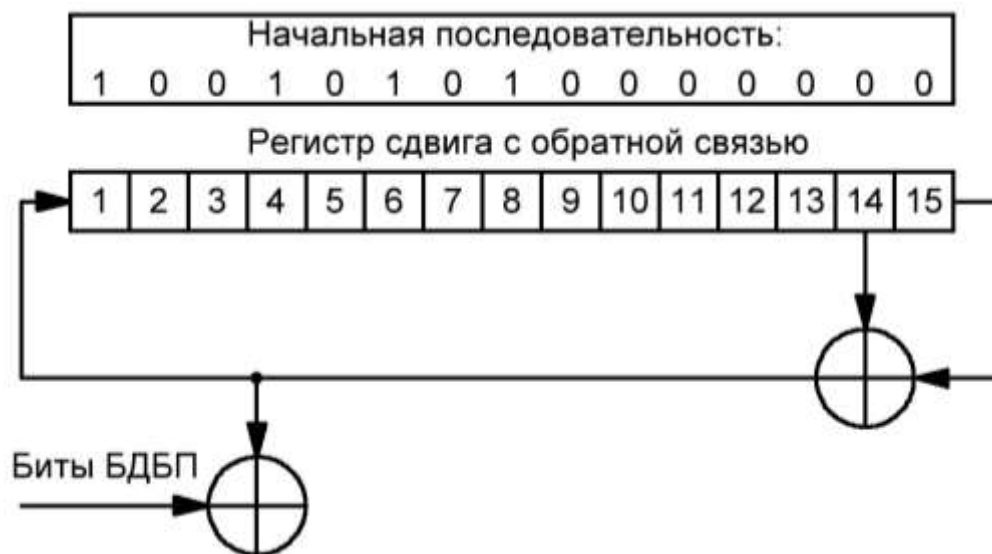 Начальная последовательность:
1 0 0 1 0 1 0 1 0 0 0 0 0 0 0
Регистр сдвига с обратной связью
1 2 3 4 5 6 7 8 9 10 11 12 13 14 15
Биты БДБП